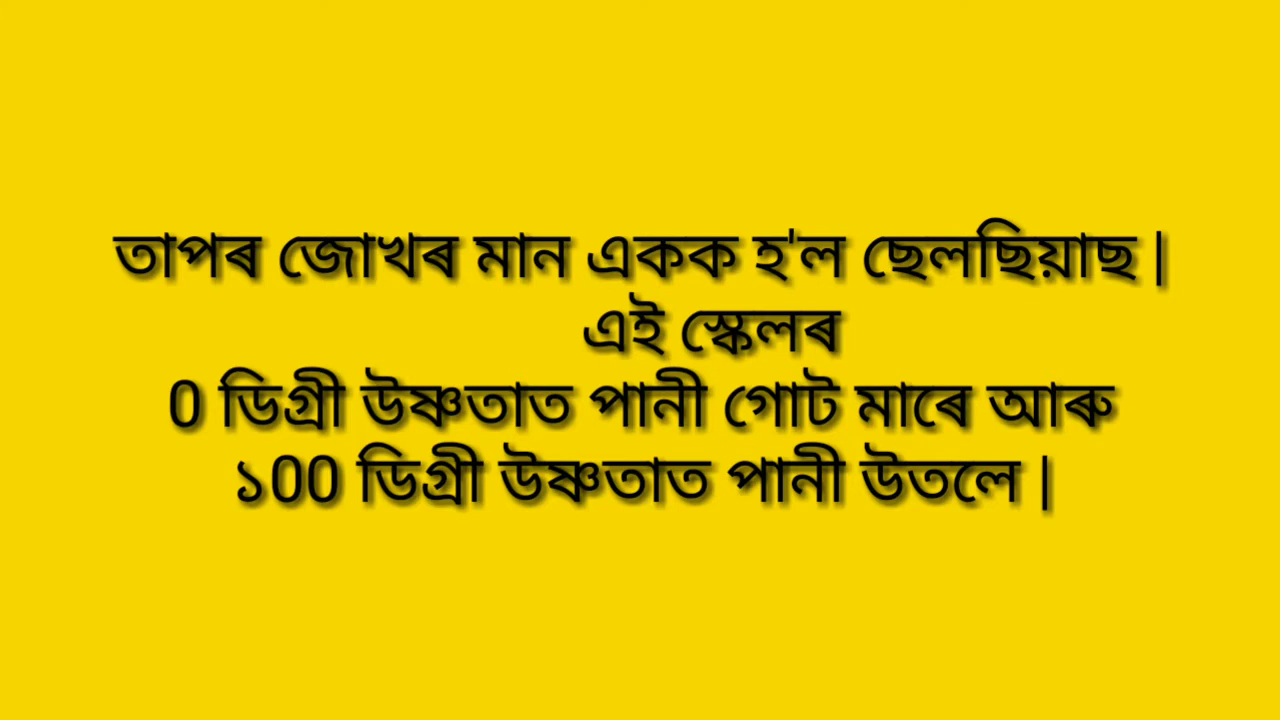 তাপৰ জোখৰ মান একক হ'ল ছেলছিয়াছ |
এই স্কেলৰ
0 ডিগ্ৰী উষ্ণতাত পানী গোট মাৰে আৰু
১00 ডিগ্ৰী উষ্ণতাত পানী উতলে |